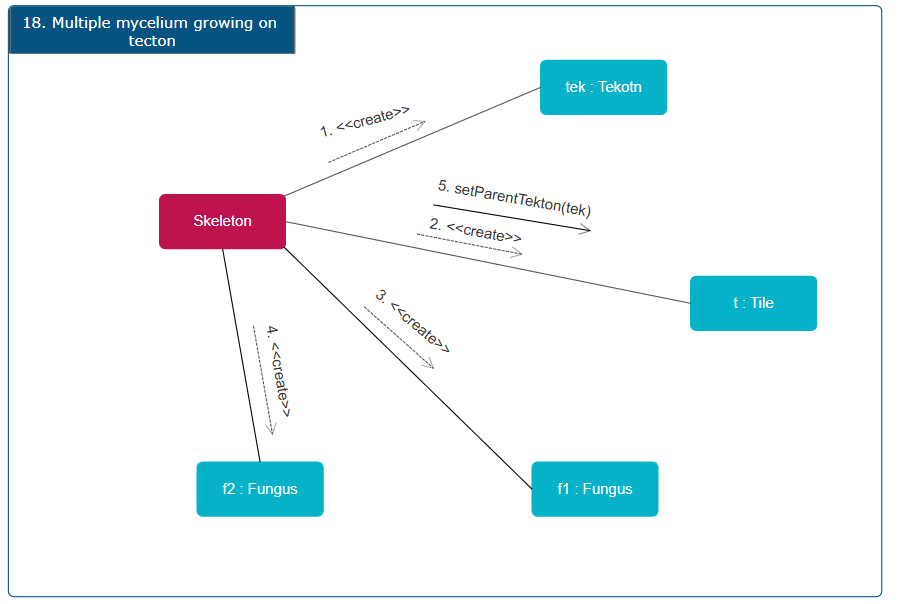 18. Multiple mycelium growing on
tecton
tek : Tekotn
1. <<create>>
5. setParentTekton(tek)
Skeleton
2. <<create>>
t : Tile
3. <<create>>
4. <<create>>
f2 : Fungus
f1 : Fungus